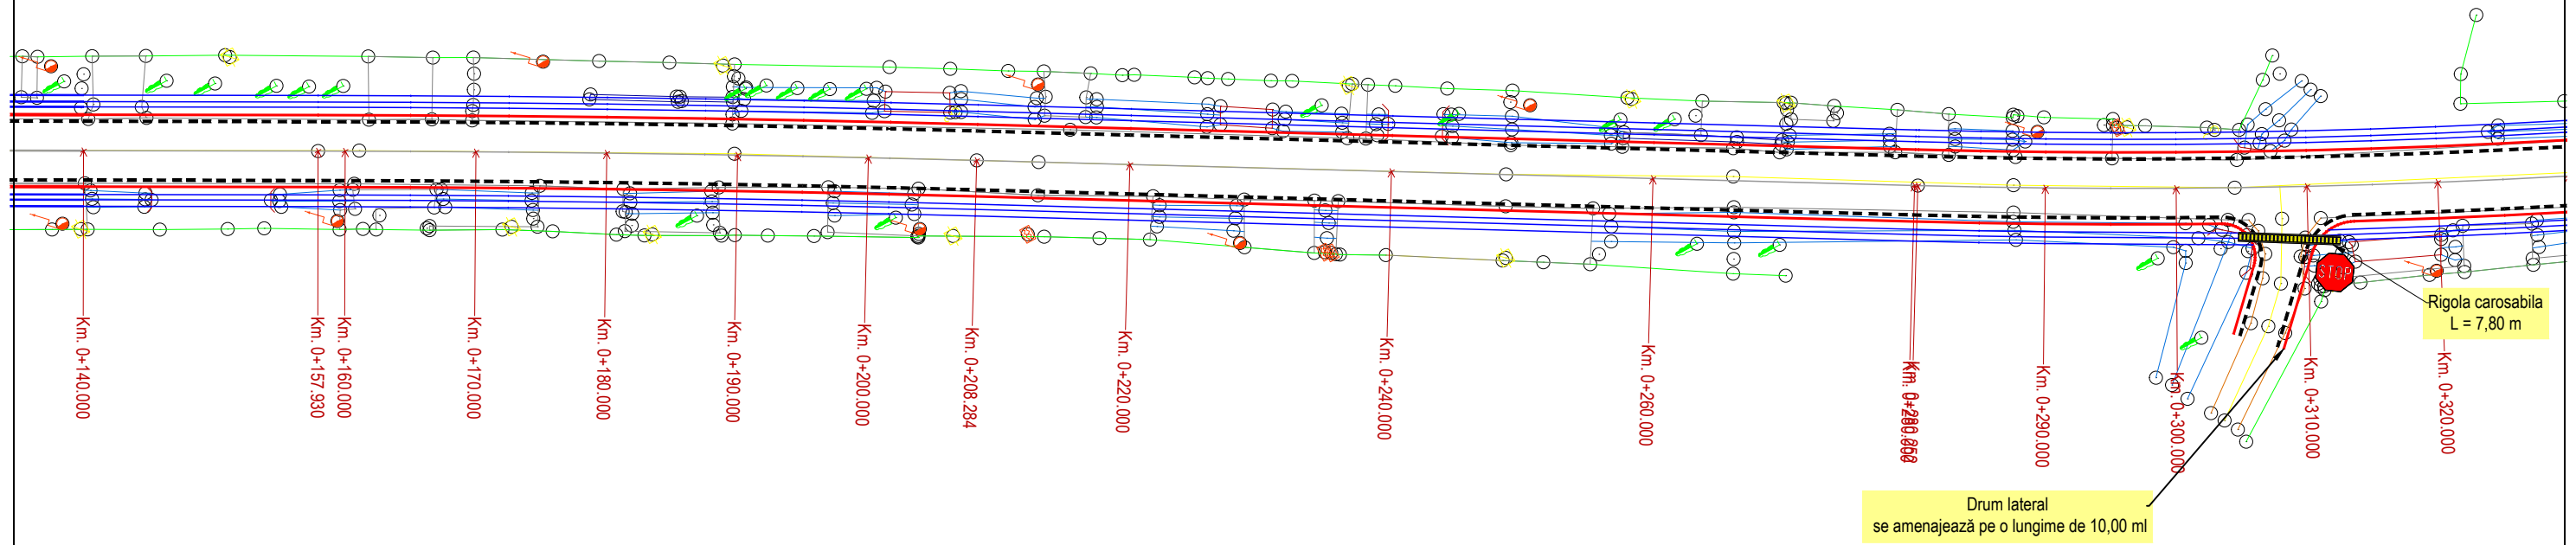 Km. 0+140.000
Km. 0+157.930
Km. 0+160.000
Km. 0+170.000
Km. 0+180.000
Km. 0+190.000
Km. 0+200.000
Km. 0+208.284
Km. 0+220.000
Km. 0+240.000
Km. 0+260.000
Km. 0+290.000
Km. 0+300.000
Km. 0+310.000
Km. 0+320.000
STOP
Rigola carosabila
L = 7,80 m
Drum lateral
se amenajează pe o lungime de 10,00 ml